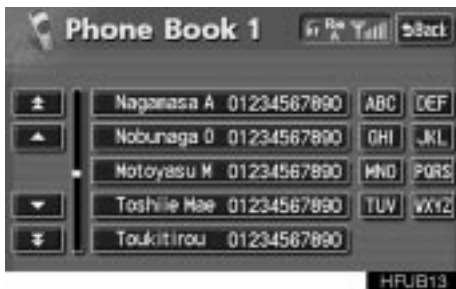 Phone Book 1 Back
Nagamasa A 01234567890 ABC DEF
Nobunaga O 01234567890 GHI JKL
Motoyasu M 01234567890 MNO PQRS
Toshiie Mae 01234567890 TUV WXYZ
Toukitirou 01234567890
HFUB13